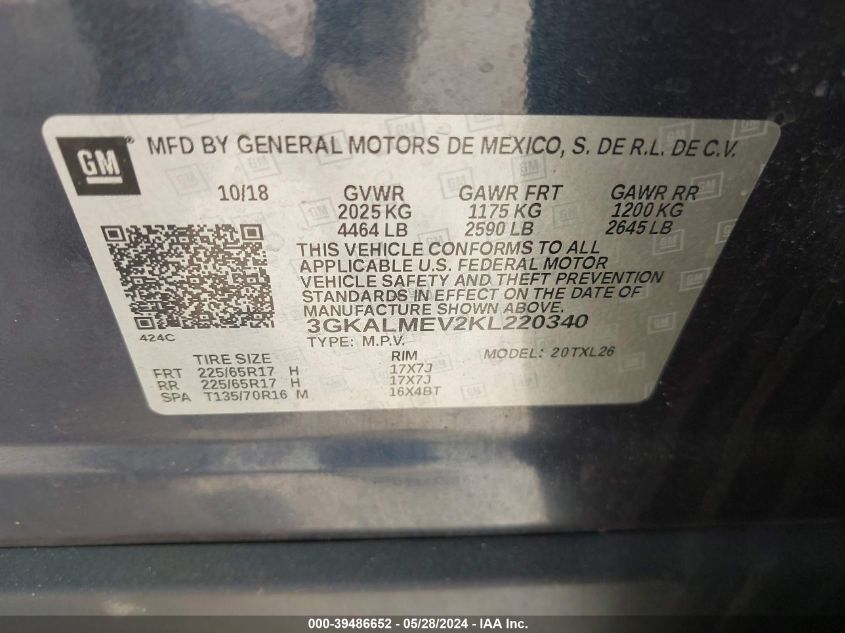 GM ® MFD BY GENERAL MOTORS DE MEXICO, S. DE R.L. DE C.V.
10/18 GVWR GAWR FRT GAWR RR
2025 KG 1175 KG 1200 KG
4464 LB 2590 LB 2645 LB
THIS VEHICLE CONFORMS TO ALL
APPLICABLE U.S. FEDERAL MOTOR
VEHICLE SAFETY AND THEFT PREVENTION
STANDARDS IN EFFECT ON THE DATE OF
MANUFACTURE SHOWN ABOVE.
424C 3GKALMEV2KL220340
TYPE: M.P.V. MODEL: 20TXL26
TIRE SIZE RIM
FRT 225/65R17 H 17X7J
RR 225/65R17 H 17X7J
SPA T135/70R16 M 16X4BT
000-39486652 - 05/28/2024 - IAA Inc.